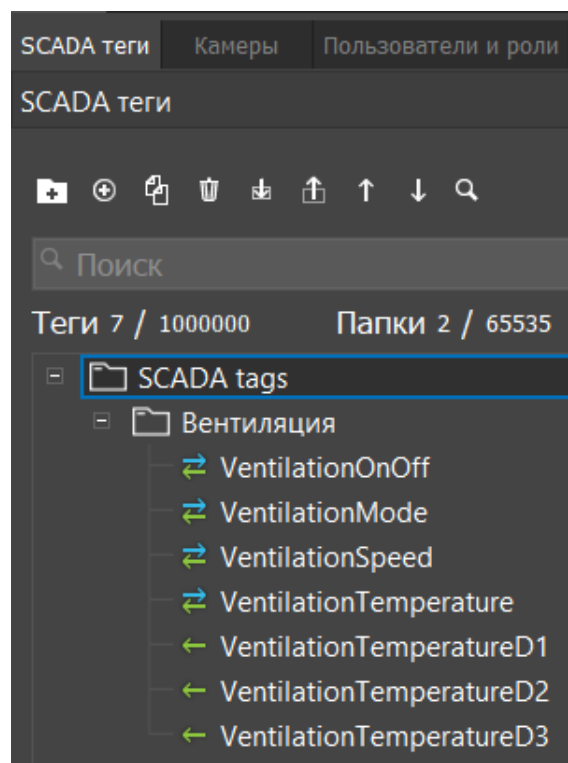 SCADA теги Камеры Пользователи и роли
SCADA теги
Поиск
Теги 7 / 1000000 Папки 2 / 65535
SCADA tags
Вентиляция
VentilationOnOff
VentilationMode
VentilationSpeed
VentilationTemperature
VentilationTemperatureD1
VentilationTemperatureD2
VentilationTemperatureD3